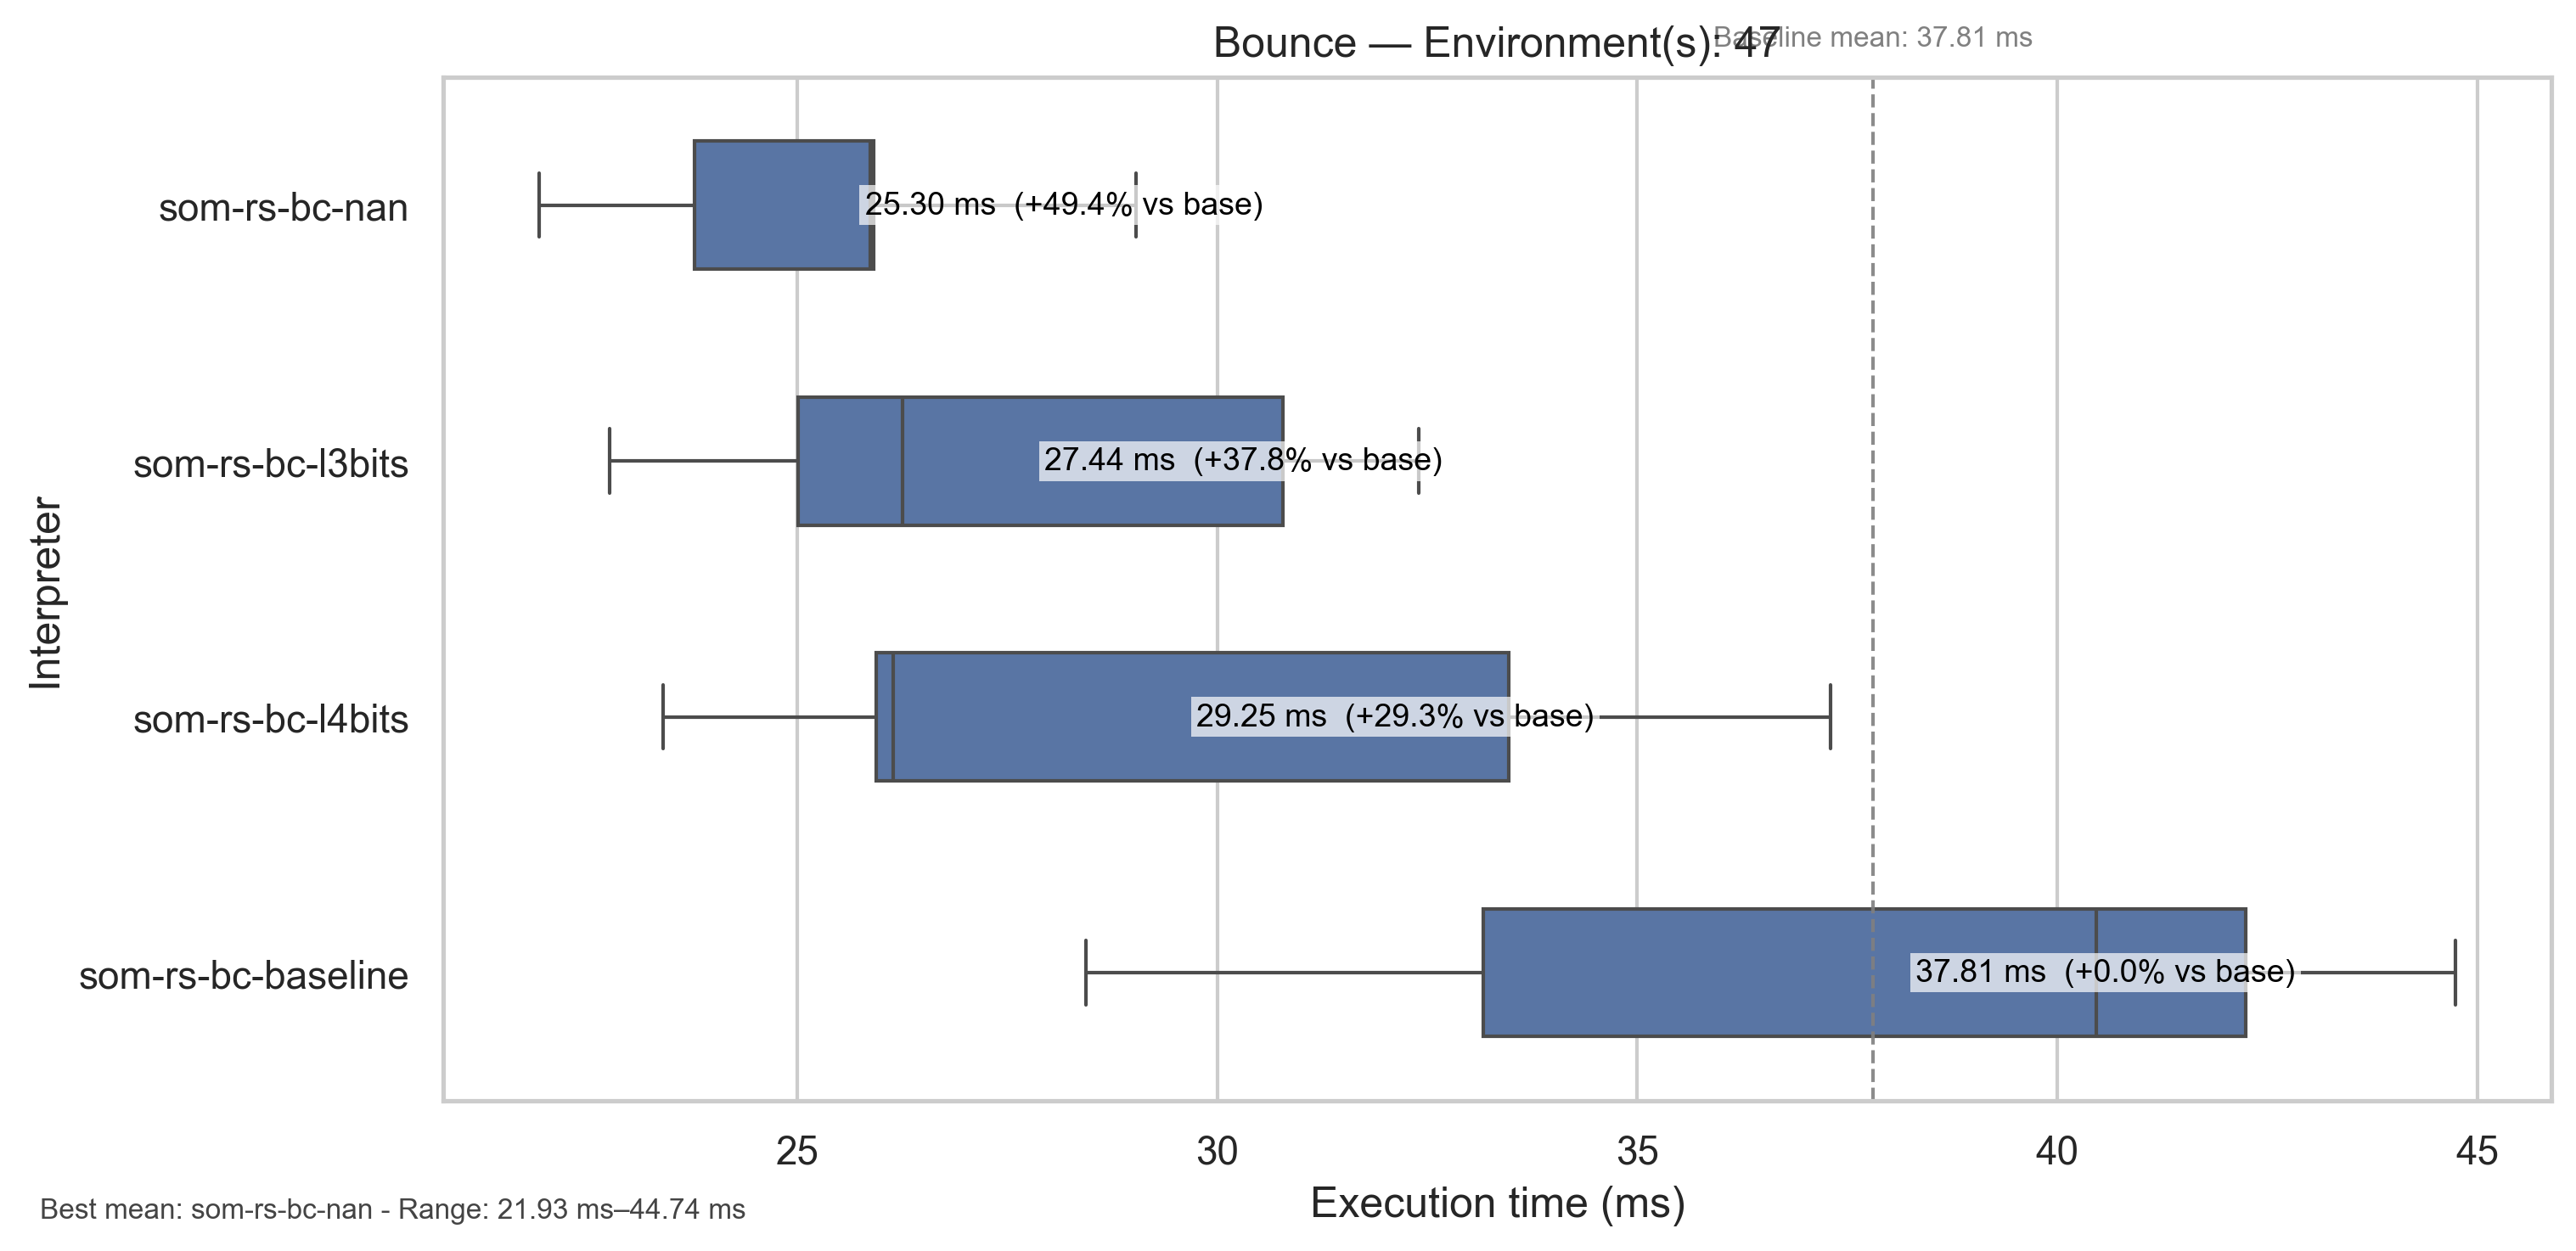 Bounce — Environment(s): 47
Baseline mean: 37.81 ms
Interpreter
som-rs-bc-nan
25.30 ms (+49.4% vs base)
som-rs-bc-l3bits
27.44 ms (+37.8% vs base)
som-rs-bc-l4bits
29.25 ms (+29.3% vs base)
som-rs-bc-baseline
37.81 ms (+0.0% vs base)
25 30 35 40 45
Execution time (ms)
Best mean: som-rs-bc-nan - Range: 21.93 ms–44.74 ms